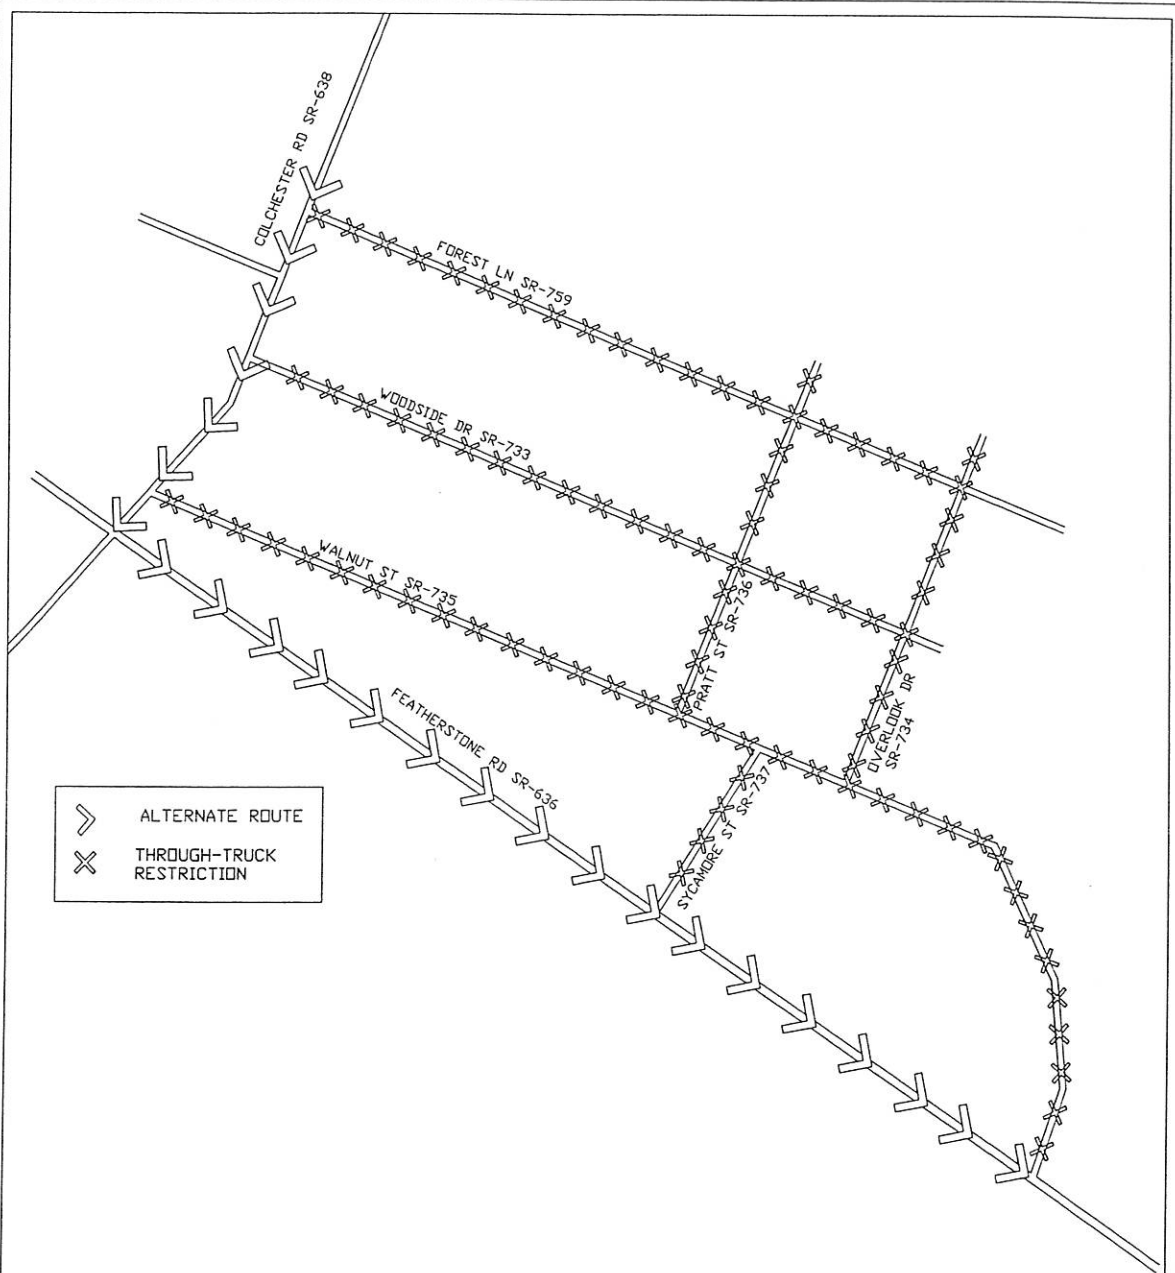 COLCHESTER RD SR-638
FOREST LN SR-759
WOODSIDE DR SR-733
WALNUT ST SR-735
PRATT ST SR-736
OVERLOOK DR
SR-734
FEATHERSTONE RD SR-636
SYCAMORE ST SR-737
ALTERNATE ROUTE
THROUGH-TRUCK
RESTRICTION